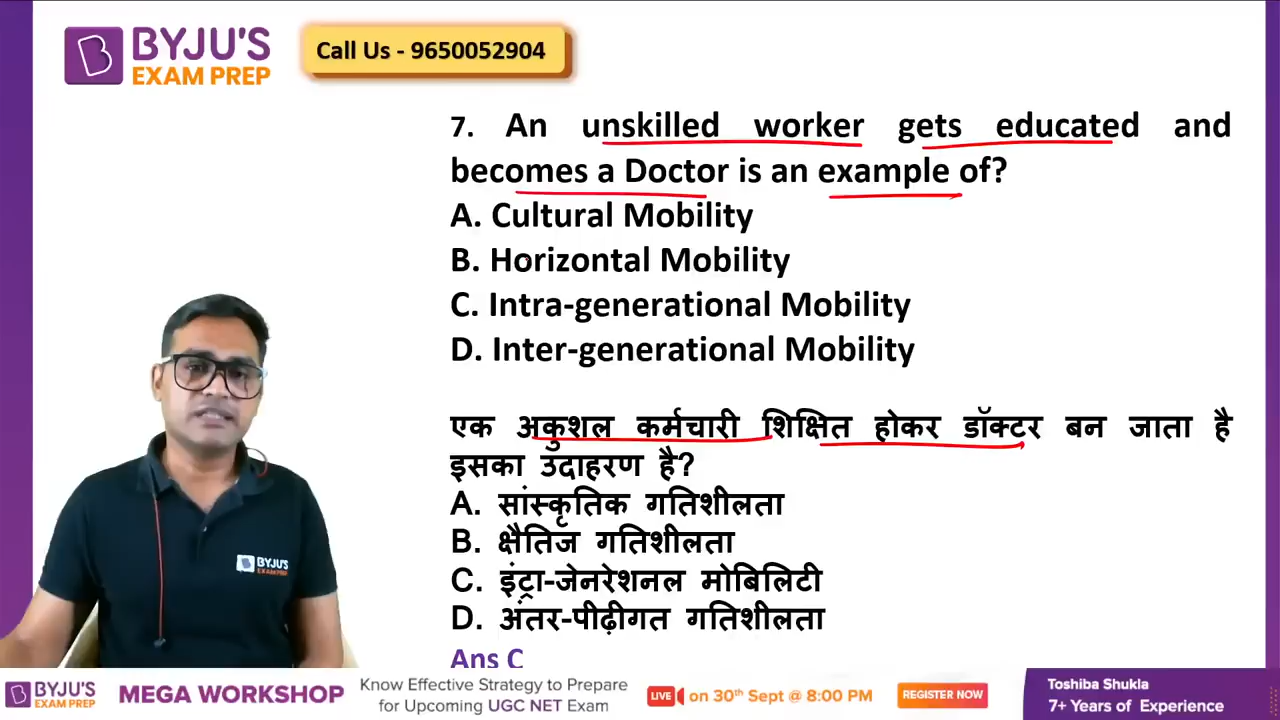 BYJU'S
EXAM PREP
Call Us - 9650052904
7. An unskilled worker gets educated and
becomes a Doctor is an example of?
A. Cultural Mobility
B. Horizontal Mobility
C. Intra-generational Mobility
D. Inter-generational Mobility
एक अकुशल कर्मचारी शिक्षित होकर डॉक्टर बन जाता है
इसका उदाहरण है?
A. सांस्कृतिक गतिशीलता
B. क्षैतिज गतिशीलता
C. इंट्रा-जेनरेशनल मोबिलिटी
D. अंतर-पीढ़ीगत गतिशीलता
Ans C
BYJU'S
EXAM PREP
BYJU'S
EXAM PREP
MEGA WORKSHOP
Know Effective Strategy to Prepare
for Upcoming UGC NET Exam
LIVE on 30th Sept @ 8:00 PM
REGISTER NOW
Toshiba Shukla
7+ Years of Experience